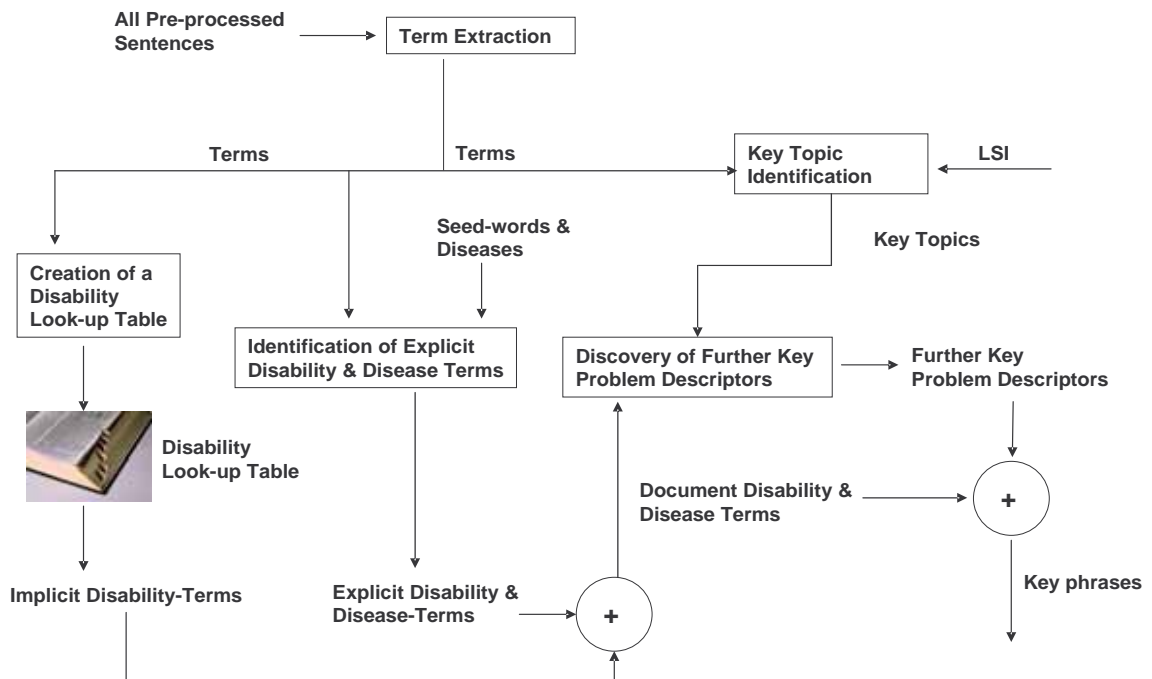 All Pre-processed
Sentences
Term Extraction
Terms
Terms
Key Topic
Identification
LSI
Seed-words &
Diseases
Key Topics
Creation of a
Disability
Look-up Table
Identification of Explicit
Disability & Disease Terms
Discovery of Further Key
Problem Descriptors
Further Key
Problem Descriptors
Disability
Look-up Table
Document Disability &
Disease Terms
+
Implicit Disability-Terms
Explicit Disability &
Disease-Terms
+
Key phrases